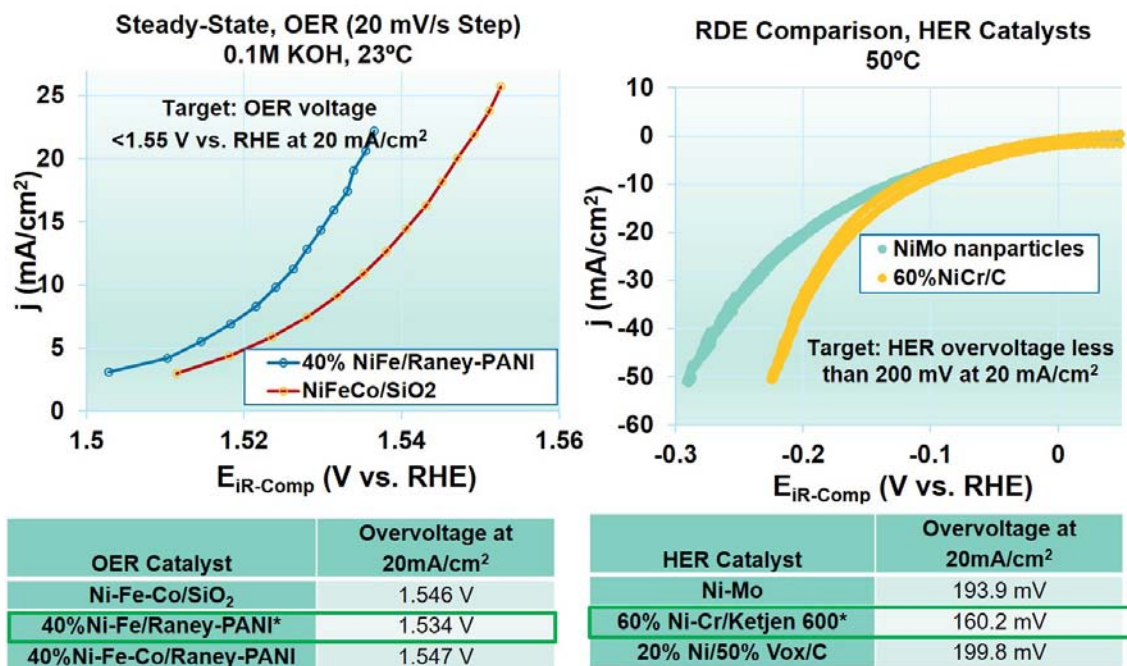 Steady-State, OER (20 mV/s Step)
0.1M KOH, 23ºC
25
20
15
10
5
0
j (mA/cm²)
Target: OER voltage
<1.55 V vs. RHE at 20 mA/cm²
40% NiFe/Raney-PANI
NiFeCo/SiO2
1.5
1.52
1.54
1.56
E_iR-Comp (V vs. RHE)
RDE Comparison, HER Catalysts
50ºC
10
0
-10
-20
-30
-40
-50
-60
j (mA/cm²)
NiMo nanparticles
60%NiCr/C
Target: HER overvoltage less
than 200 mV at 20 mA/cm²
-0.3
-0.2
-0.1
0
E_iR-Comp (V vs. RHE)
OER Catalyst
Overvoltage at
20mA/cm²
Ni-Fe-Co/SiO₂
1.546 V
40%Ni-Fe/Raney-PANI*
1.534 V
40%Ni-Fe-Co/Raney-PANI
1.547 V
HER Catalyst
Overvoltage at
20mA/cm²
Ni-Mo
193.9 mV
60% Ni-Cr/Ketjen 600*
160.2 mV
20% Ni/50% Vox/C
199.8 mV